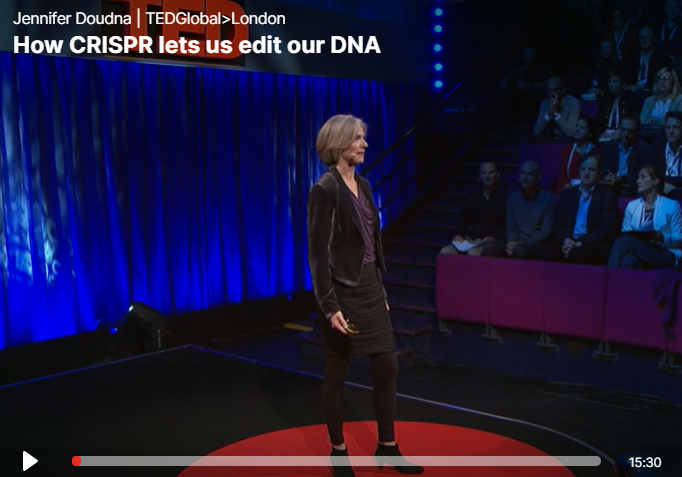 Jennifer Doudna | TEDGlobal>London
How CRISPR lets us edit our DNA
TED
15:30